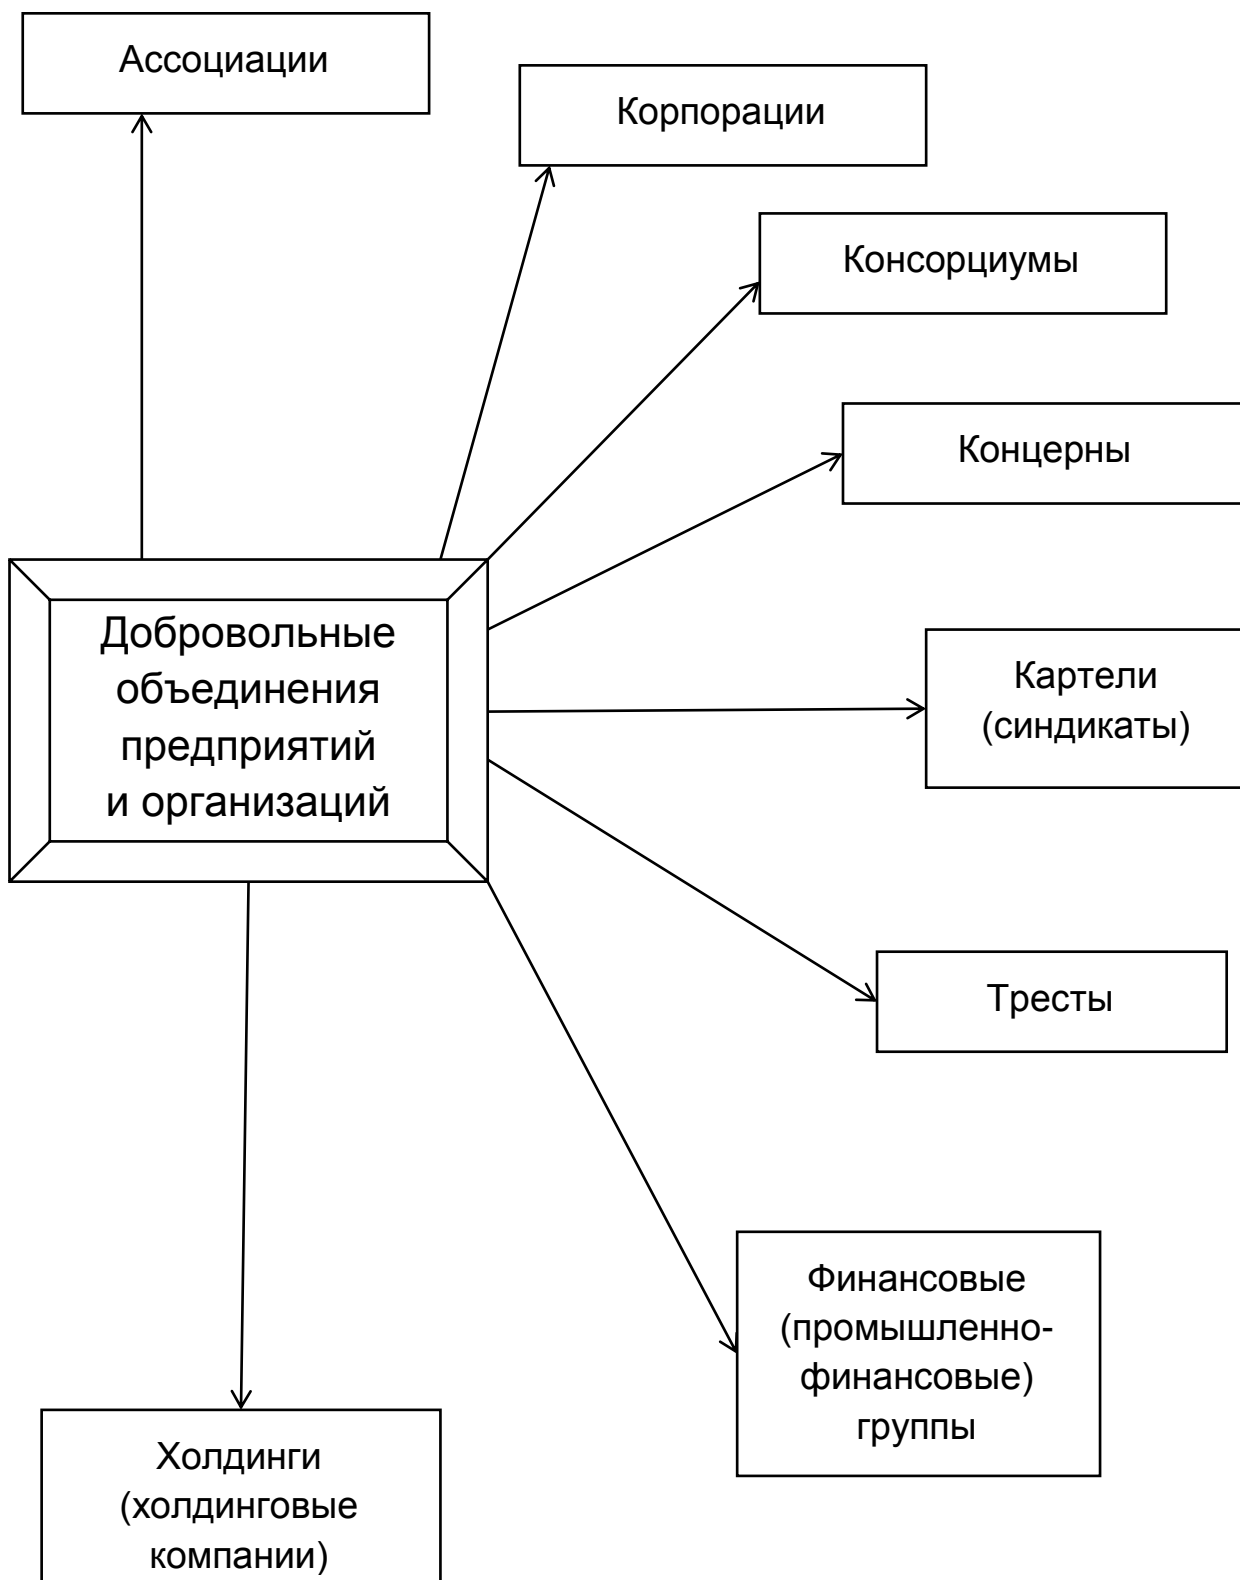 Ассоциации
Корпорации
Консорциумы
Концерны
Добровольные
объединения
предприятий
и организаций
Картели
(синдикаты)
Тресты
Финансовые
(промышленно-
финансовые)
группы
Холдинги
(холдинговые
компании)